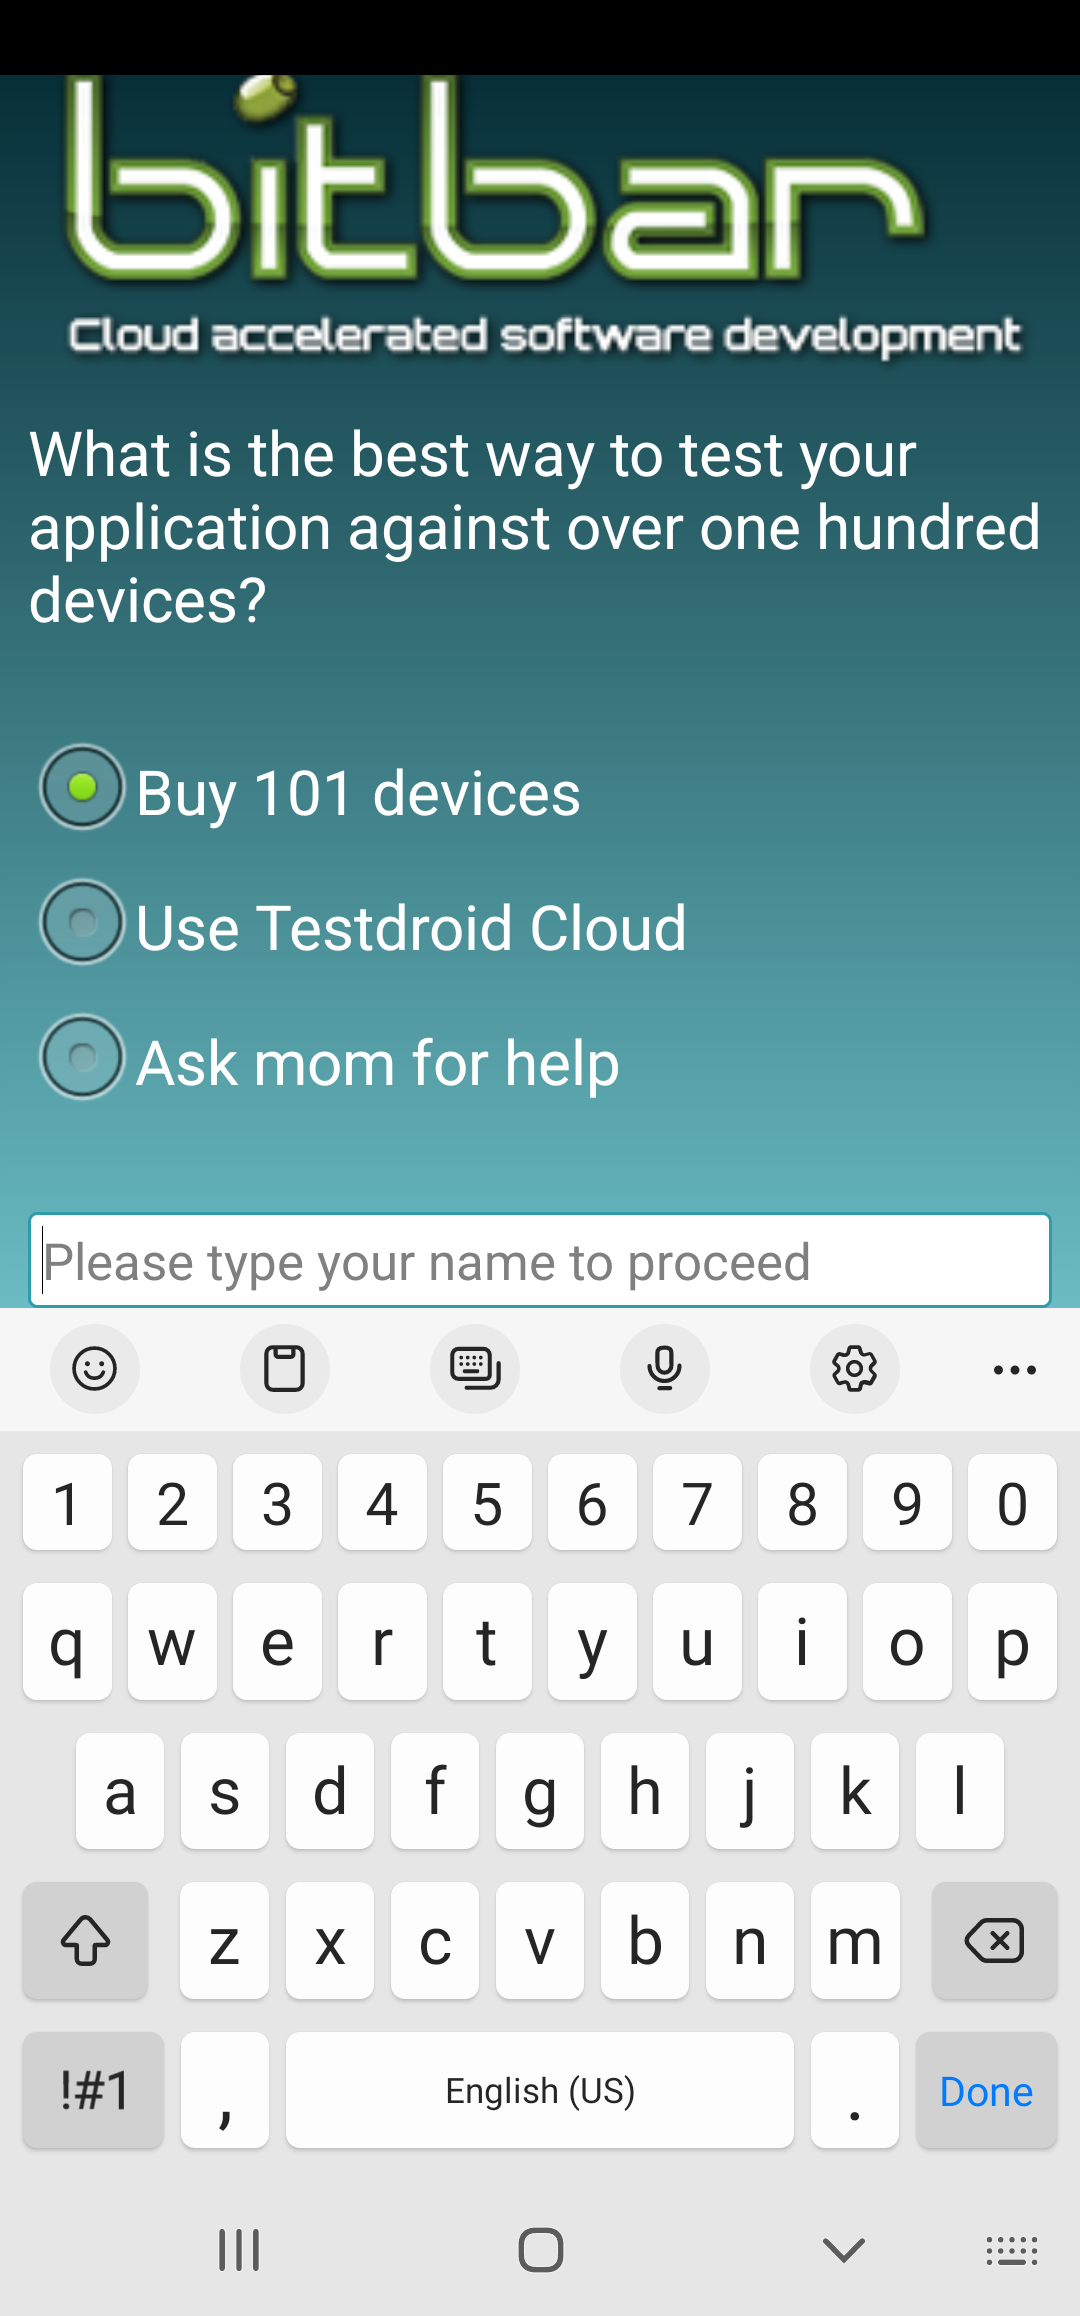 bitbar
Cloud accelerated software development
What is the best way to test your
application against over one hundred
devices?
Buy 101 devices
Use Testdroid Cloud
Ask mom for help
Please type your name to proceed
1 2 3 4 5 6 7 8 9 0
q w e r t y u i o p
a s d f g h j k l
z x c v b n m
!#1 , English (US) . Done